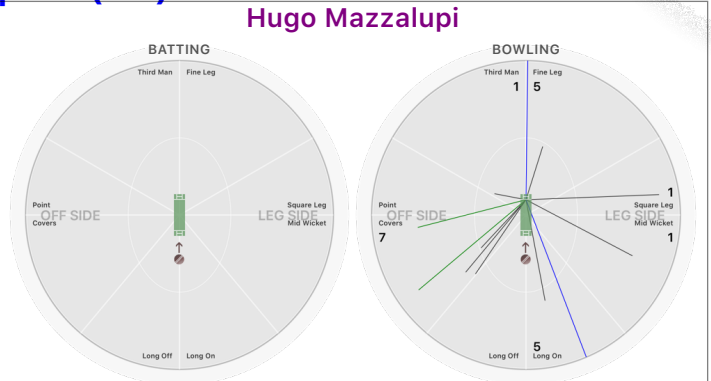 Hugo Mazzalupi
BATTING
Third Man
Fine Leg
Point
OFF SIDE
Covers
Square Leg
LEG SIDE
Mid Wicket
Long Off
Long On
BOWLING
Third Man
Fine Leg
1
5
Point
OFF SIDE
Covers
7
1
Square Leg
LEG SIDE
Mid Wicket
1
5
Long Off
Long On